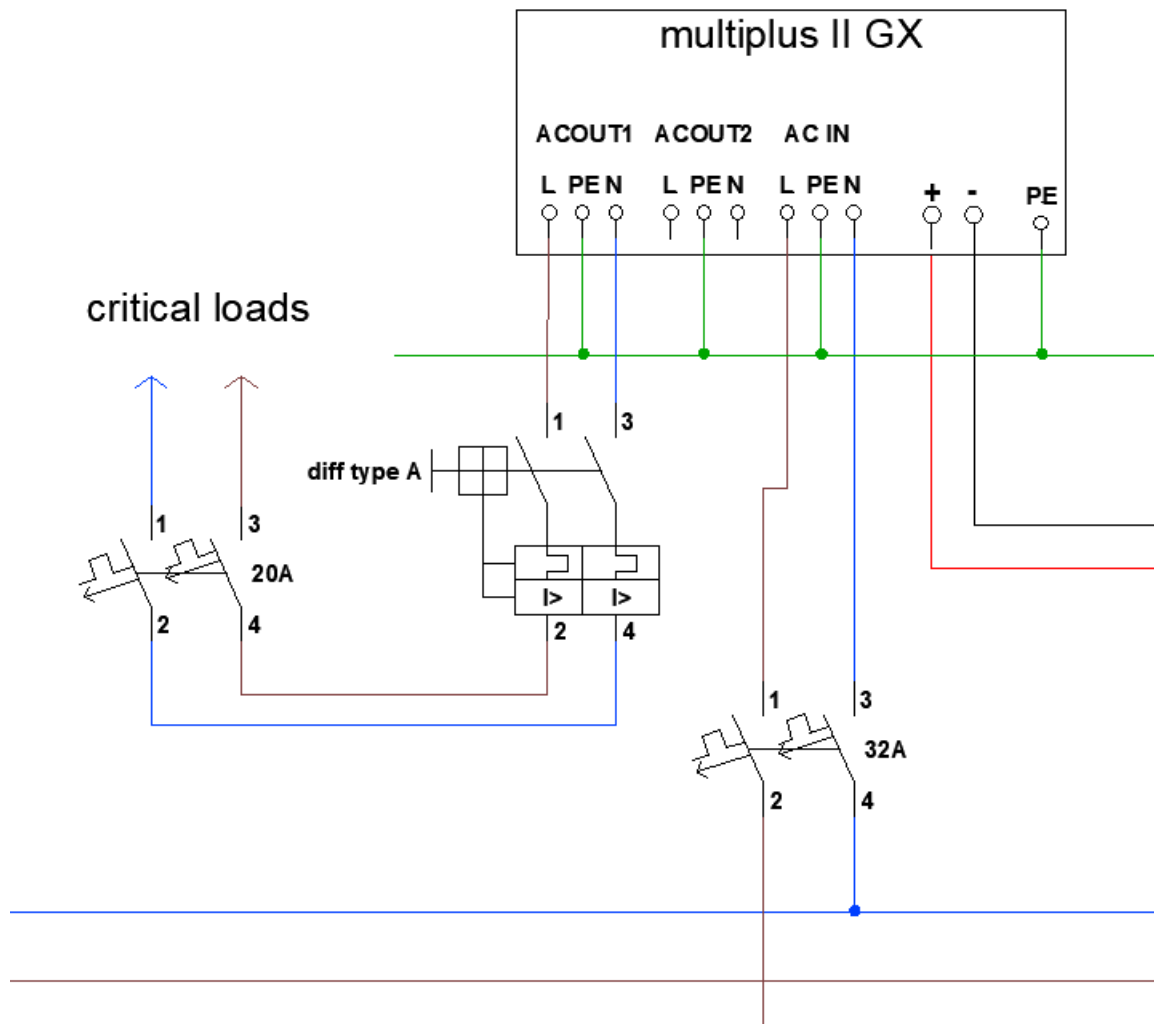 multiplus II GX
ACOUT1 ACOUT2 AC IN
L PE N L PE N L PE N + - PE
critical loads
1 3
diff type A
1 3
20A
I> I>
2 4
2 4
1 3
32A
2 4